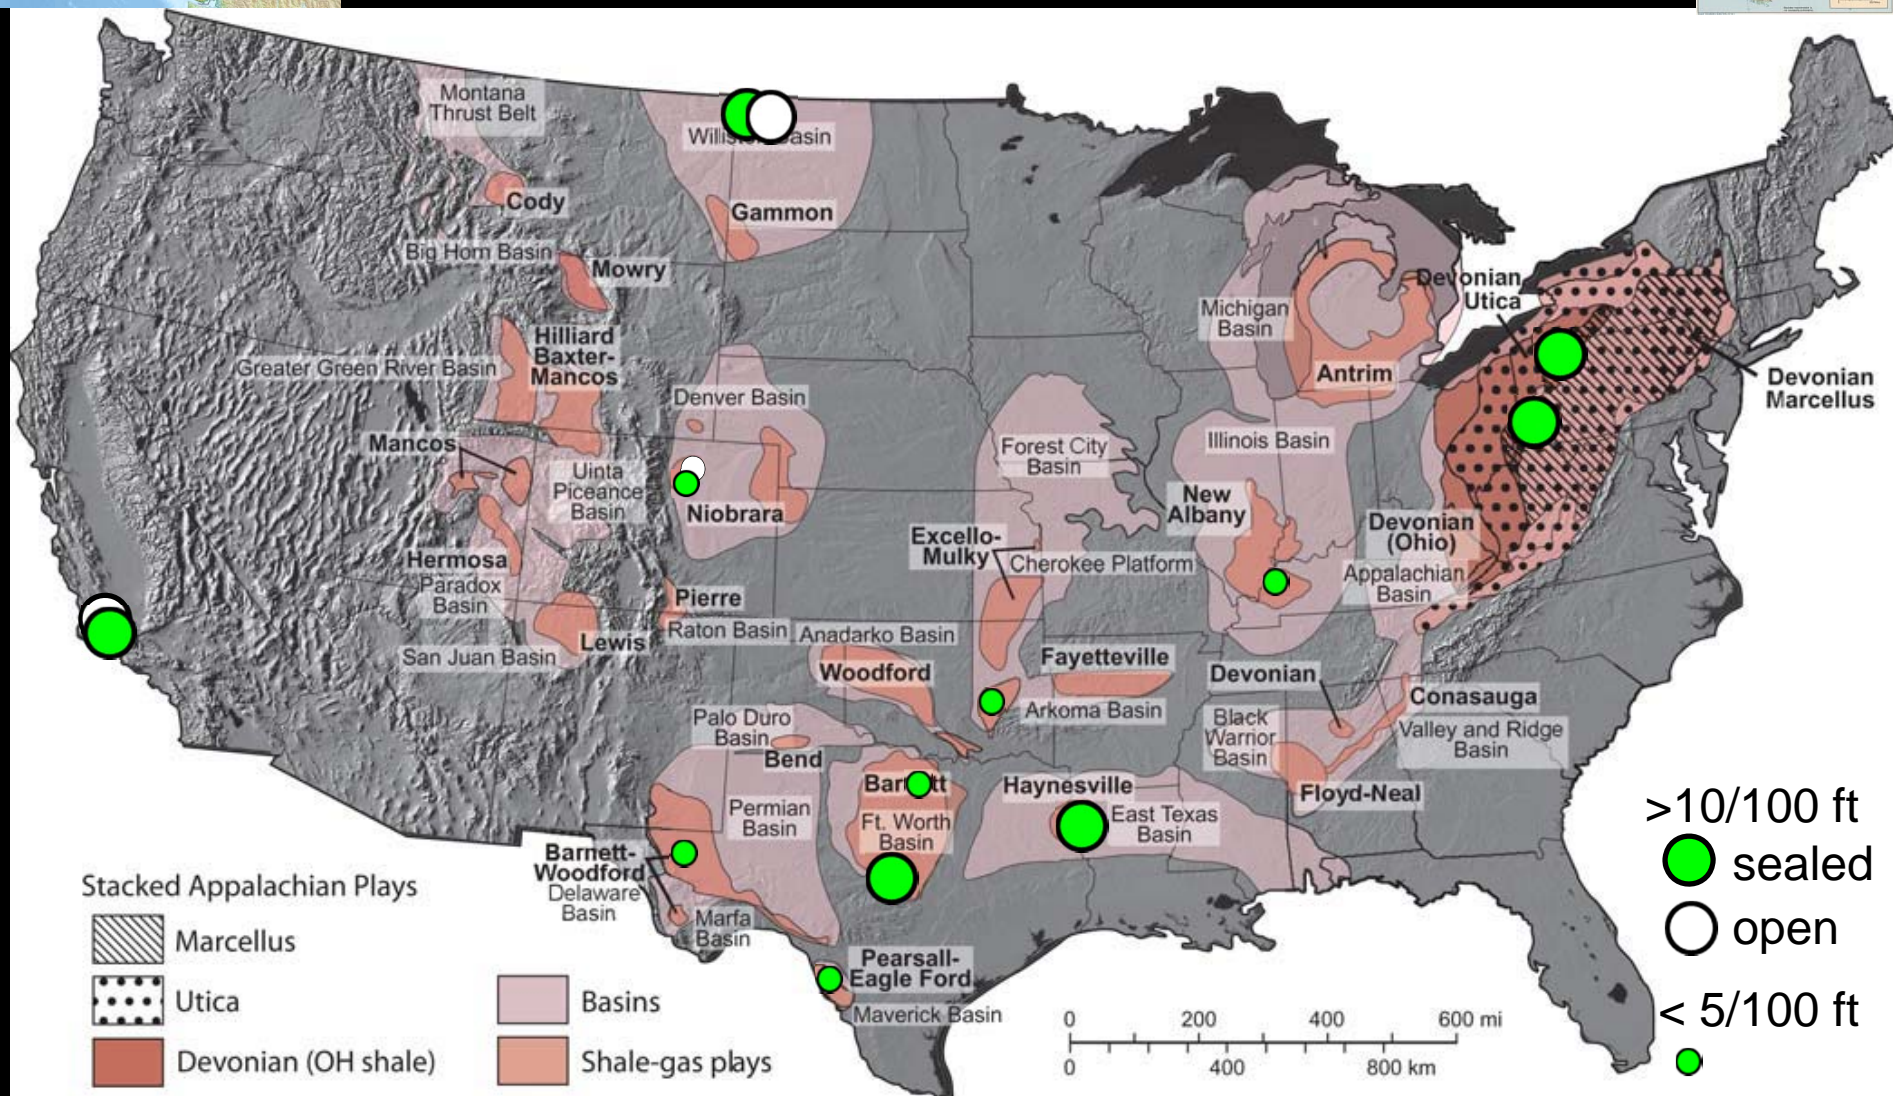 Montana
Thrust Belt
Williston Basin
Cody
Gammon
Big Horn Basin
Mowry
Hilliard
Baxter-
Mancos
Greater Green River Basin
Denver Basin
Mancos
Uinta
Piceance
Basin
Niobrara
Hermosa
Paradox
Basin
Pierre
Raton Basin
Lewis
San Juan Basin
Anadarko Basin
Woodford
Palo Duro
Basin
Bend
Permian
Basin
Barnett
Ft. Worth
Basin
Barnett-
Woodford
Delaware
Basin
Marfa
Basin
Pearsall-
Eagle Ford
Maverick Basin
Forest City
Basin
Excello-
Mulky
Cherokee Platform
Fayetteville
Arkoma Basin
Haynesville
East Texas
Basin
Michigan
Basin
Antrim
Illinois Basin
New
Albany
Devonian
Utica
Devonian
Marcellus
Devonian
(Ohio)
Appalachian
Basin
Devonian
Conasauga
Black
Warrior
Basin
Valley and Ridge
Basin
Floyd-Neal
>10/100 ft
sealed
open
< 5/100 ft
Stacked Appalachian Plays
Marcellus
Utica
Devonian (OH shale)
Basins
Shale-gas plays
0 200 400 600 mi
0 400 800 km